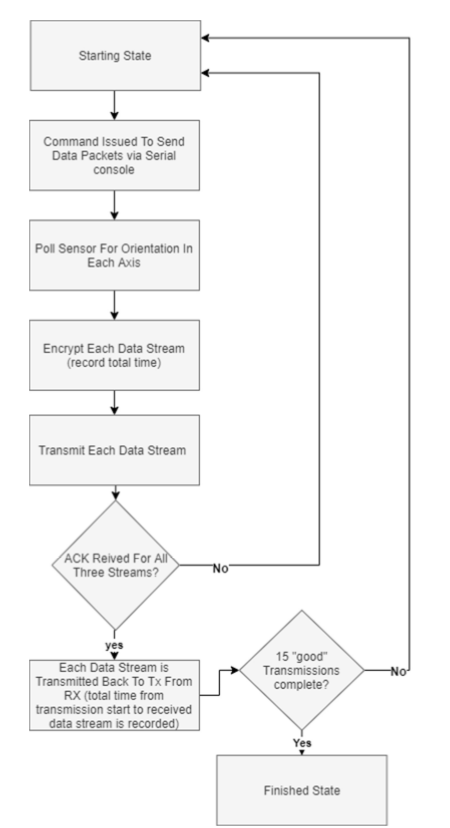 Starting State
Command Issued To Send
Data Packets via Serial
console
Poll Sensor For Orientation In
Each Axis
Encrypt Each Data Stream
(record total time)
Transmit Each Data Stream
ACK Reived For All
Three Streams?
No
yes
Each Data Stream is
Transmitted Back To Tx From
RX (total time from
transmission start to received
data stream is recorded)
15 "good"
Transmissions
complete?
No
Yes
Finished State